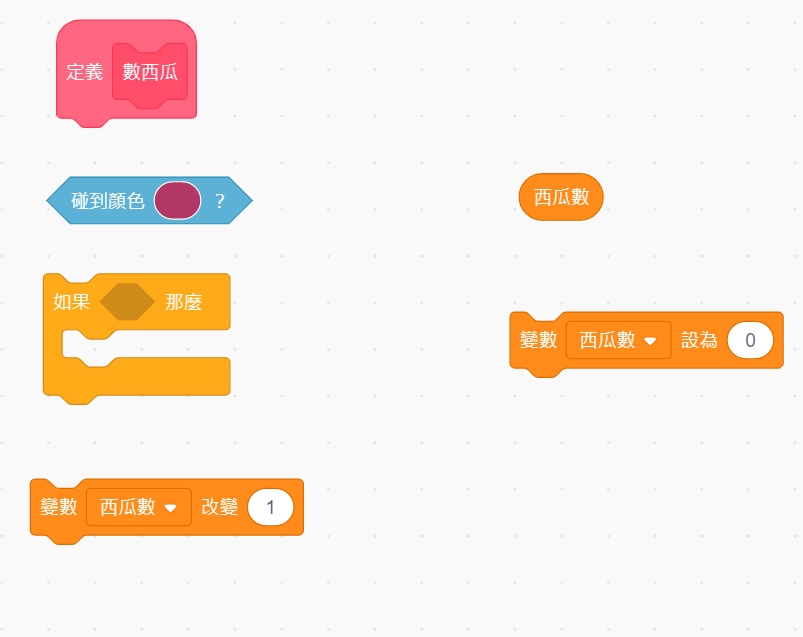 定義 數西瓜
碰到顏色 ?
西瓜數
如果 那麼
變數 西瓜數 設為 0
變數 西瓜數 改變 1